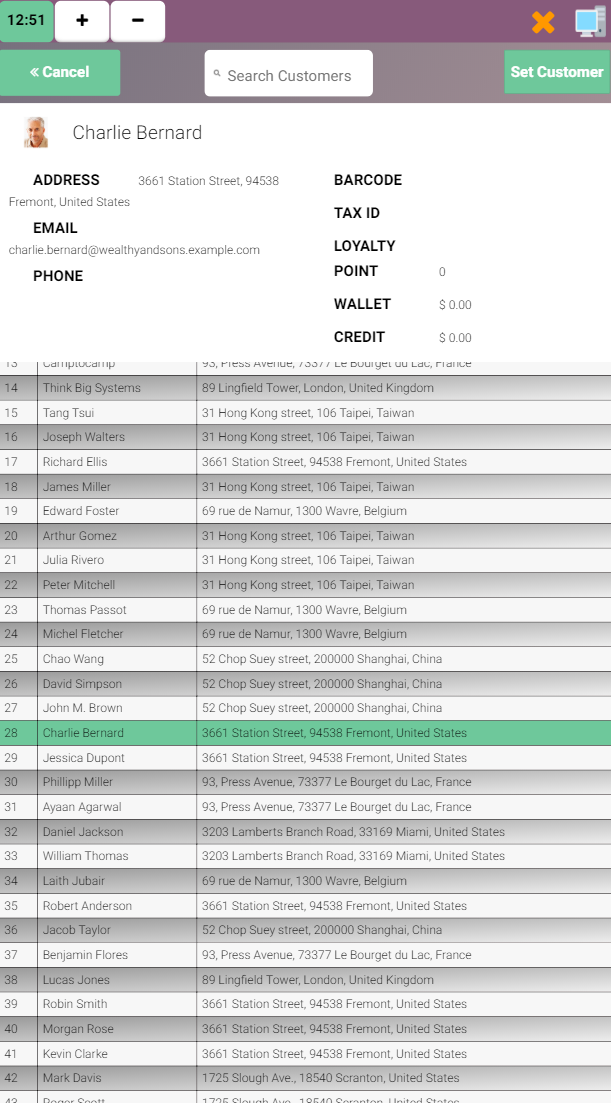 12:51 + −
« Cancel Search Customers Set Customer
Charlie Bernard
ADDRESS 3661 Station Street, 94538
Fremont, United States
EMAIL
charlie.bernard@wealthyandsons.example.com
PHONE
BARCODE
TAX ID
LOYALTY
POINT 0
WALLET $ 0.00
CREDIT $ 0.00
13 Camptocamp 93, Press Avenue, 73377 Le Bourget du Lac, France
14 Think Big Systems 89 Lingfield Tower, London, United Kingdom
15 Tang Tsui 31 Hong Kong street, 106 Taipei, Taiwan
16 Joseph Walters 31 Hong Kong street, 106 Taipei, Taiwan
17 Richard Ellis 3661 Station Street, 94538 Fremont, United States
18 James Miller 31 Hong Kong street, 106 Taipei, Taiwan
19 Edward Foster 69 rue de Namur, 1300 Wavre, Belgium
20 Arthur Gomez 31 Hong Kong street, 106 Taipei, Taiwan
21 Julia Rivero 31 Hong Kong street, 106 Taipei, Taiwan
22 Peter Mitchell 31 Hong Kong street, 106 Taipei, Taiwan
23 Thomas Passot 69 rue de Namur, 1300 Wavre, Belgium
24 Michel Fletcher 69 rue de Namur, 1300 Wavre, Belgium
25 Chao Wang 52 Chop Suey street, 200000 Shanghai, China
26 David Simpson 52 Chop Suey street, 200000 Shanghai, China
27 John M. Brown 52 Chop Suey street, 200000 Shanghai, China
28 Charlie Bernard 3661 Station Street, 94538 Fremont, United States
29 Jessica Dupont 3661 Station Street, 94538 Fremont, United States
30 Phillipp Miller 93, Press Avenue, 73377 Le Bourget du Lac, France
31 Ayaan Agarwal 93, Press Avenue, 73377 Le Bourget du Lac, France
32 Daniel Jackson 3203 Lamberts Branch Road, 33169 Miami, United States
33 William Thomas 3203 Lamberts Branch Road, 33169 Miami, United States
34 Laith Jubair 69 rue de Namur, 1300 Wavre, Belgium
35 Robert Anderson 3661 Station Street, 94538 Fremont, United States
36 Jacob Taylor 52 Chop Suey street, 200000 Shanghai, China
37 Benjamin Flores 93, Press Avenue, 73377 Le Bourget du Lac, France
38 Lucas Jones 89 Lingfield Tower, London, United Kingdom
39 Robin Smith 3661 Station Street, 94538 Fremont, United States
40 Morgan Rose 3661 Station Street, 94538 Fremont, United States
41 Kevin Clarke 3661 Station Street, 94538 Fremont, United States
42 Mark Davis 1725 Slough Ave., 18540 Scranton, United States
43 Roger Scott 1725 Slough Ave., 18540 Scranton, United States